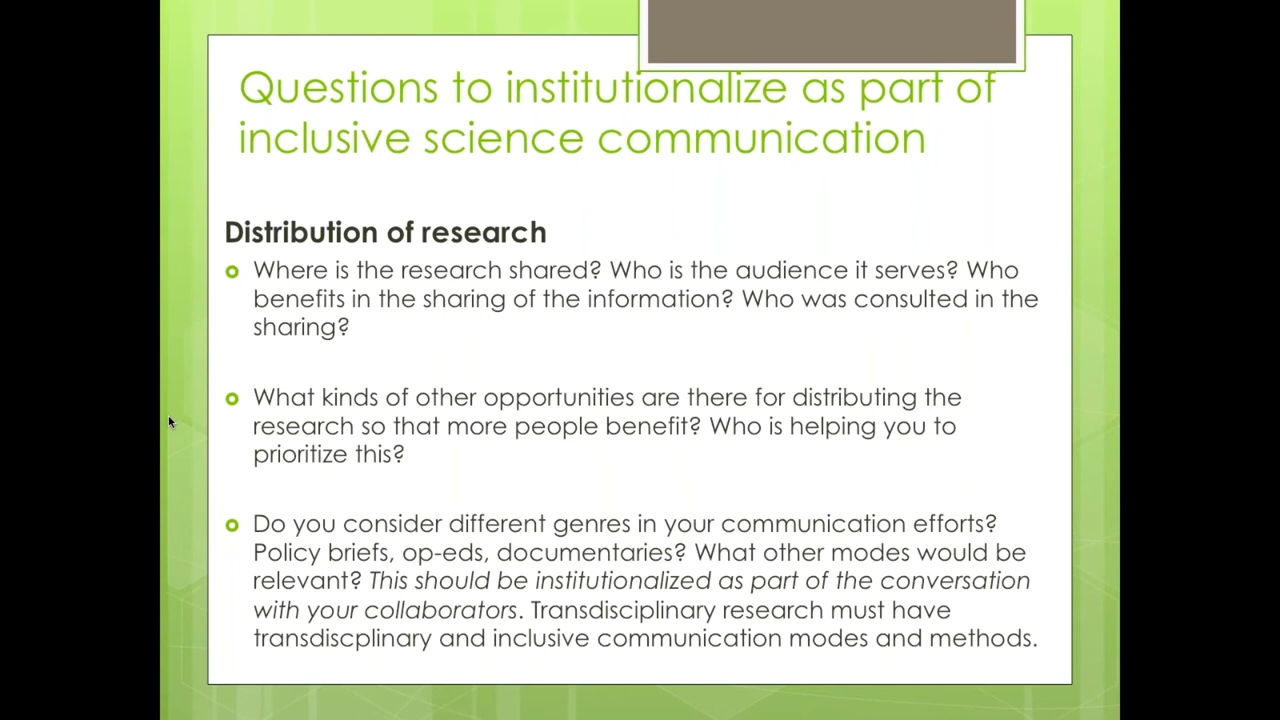 Questions to institutionalize as part of
inclusive science communication
Distribution of research
Where is the research shared? Who is the audience it serves? Who
benefits in the sharing of the information? Who was consulted in the
sharing?
What kinds of other opportunities are there for distributing the
research so that more people benefit? Who is helping you to
prioritize this?
Do you consider different genres in your communication efforts?
Policy briefs, op-eds, documentaries? What other modes would be
relevant? This should be institutionalized as part of the conversation
with your collaborators. Transdisciplinary research must have
transdiscplinary and inclusive communication modes and methods.